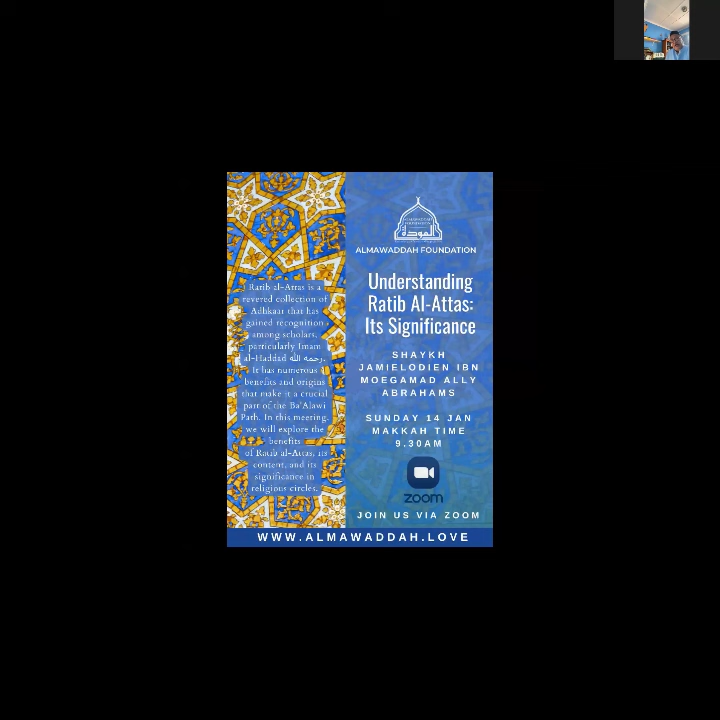 Ratib al-Attas is a
revered collection of
Adhkaar that has
gained recognition
among scholars,
particularly Imam
al-Haddad رحمه الله.
It has numerous
benefits and origins
that make it a crucial
part of the Ba'Alawi
Path. In this meeting,
we will explore the
benefits
of Ratib al-Attas, its
content, and its
significance in
religious circles.
المودة
ALMAWADDAH FOUNDATION
Understanding
Ratib Al-Attas:
Its Significance
SHAYKH
JAMIELODIEN IBN
MOEGAMAD ALLY
ABRAHAMS
SUNDAY 14 JAN
MAKKAH TIME
9.30AM
zoom
JOIN US VIA ZOOM
WWW.ALMAWADDAH.LOVE